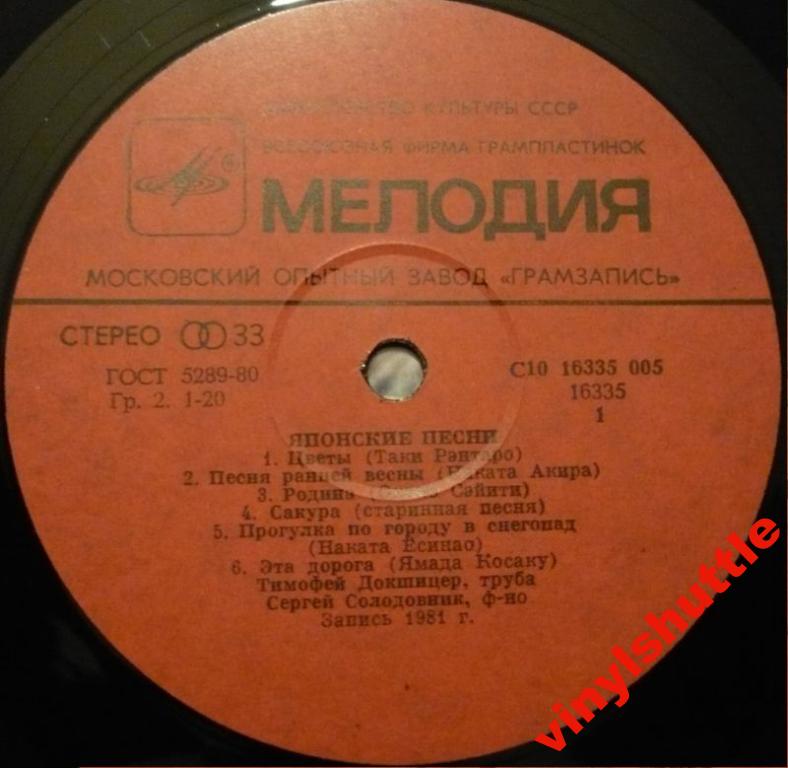 МИНИСТЕРСТВО КУЛЬТУРЫ СССР
ВСЕСОЮЗНАЯ ФИРМА ГРАМПЛАСТИНОК
МЕЛОДИЯ
МОСКОВСКИЙ ОПЫТНЫЙ ЗАВОД «ГРАМЗАПИСЬ»
СТЕРЕО 33
ГОСТ 5289-80
Гр. 2. 1-20
С10 16335 005
16335
1
ЯПОНСКИЕ ПЕСНИ
1. Цветы (Таки Рэнтаро)
2. Песня ранней весны (Наката Акира)
3. Родина Сэйити)
4. Сакура (старинная песня)
5. Прогулка по городу в снегопад
(Наката Ёсинао)
6. Эта дорога (Ямада Косаку)
Тимофей Докшицер, труба
Сергей Солодовник, ф-но
Запись 1981 г.
vinylshuttle